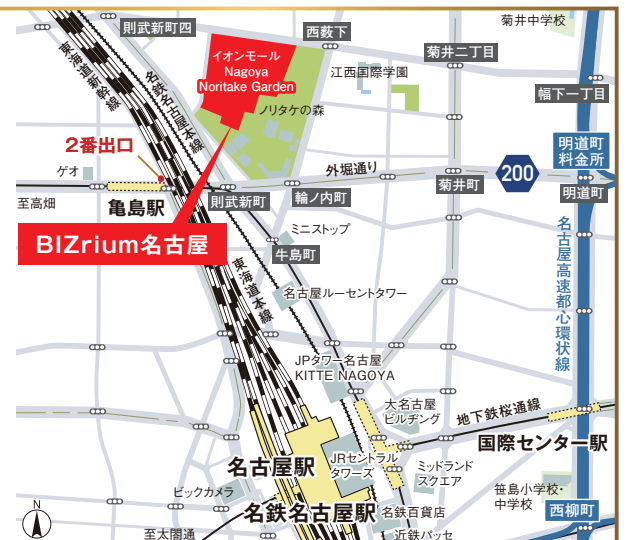 則武新町四
西薮下
菊井中学校
イオンモール
Nagoya
Noritake Garden
江西国際学園
菊井二丁目
幅下一丁目
東海道新幹線
名鉄名古屋本線
ノリタケの森
2番出口
外堀通り
200
明道町
料金所
ゲオ
至高畑
亀島駅
則武新町
輪ノ内町
菊井町
明道町
BIZrium名古屋
ミニストップ
牛島町
東海道本線
名古屋ルーセントタワー
名古屋高速都心環状線
JPタワー名古屋
KITTE NAGOYA
大名古屋
ビルヂング
地下鉄桜通線
国際センター駅
名古屋駅
JRセントラル
タワーズ
ミッドランド
スクエア
ビックカメラ
名鉄名古屋駅
名鉄百貨店
笹島小学校・
中学校
西柳町
N
至太閤通
近鉄パッセ